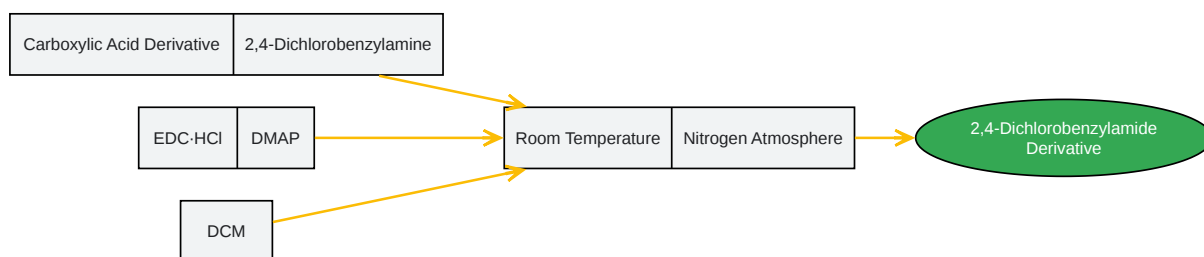 Carboxylic Acid Derivative
2,4-Dichlorobenzylamine
EDC·HCl
DMAP
DCM
Room Temperature
Nitrogen Atmosphere
2,4-Dichlorobenzylamide
Derivative